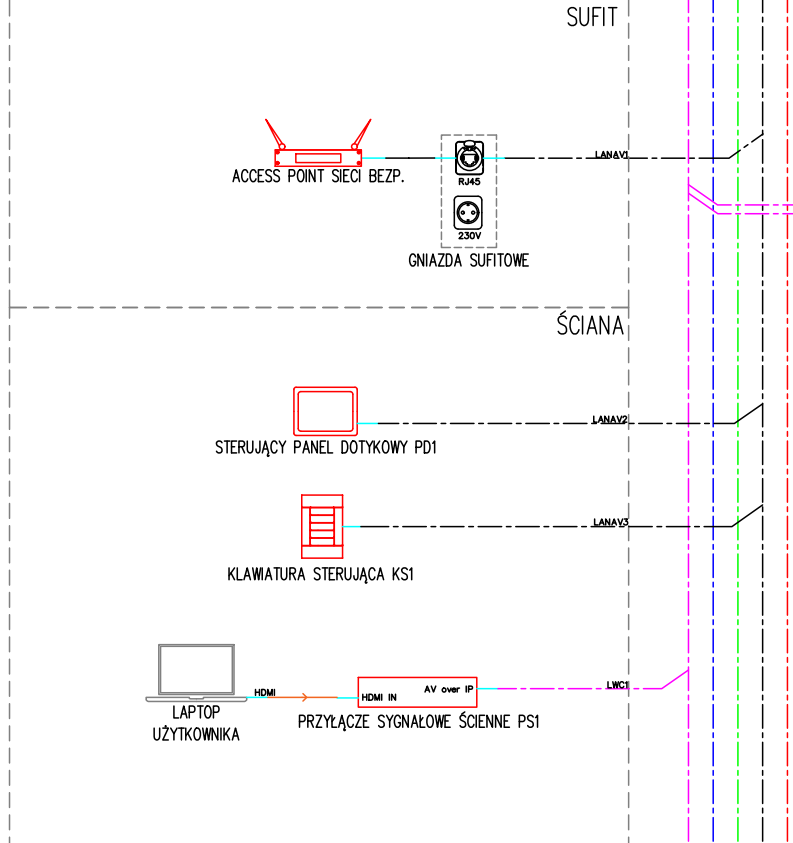 SUFIT
LANAV1
ACCESS POINT SIECI BEZP.
RJ45
230V
GNIAZDA SUFITOWE
ŚCIANA
LANAV2
STERUJĄCY PANEL DOTYKOWY PD1
LANAV3
KLAWIATURA STERUJĄCA KS1
HDMI
HDMI IN
AV over IP
LWC1
LAPTOP
UŻYTKOWNIKA
PRZYŁĄCZE SYGNAŁOWE ŚCIENNE PS1